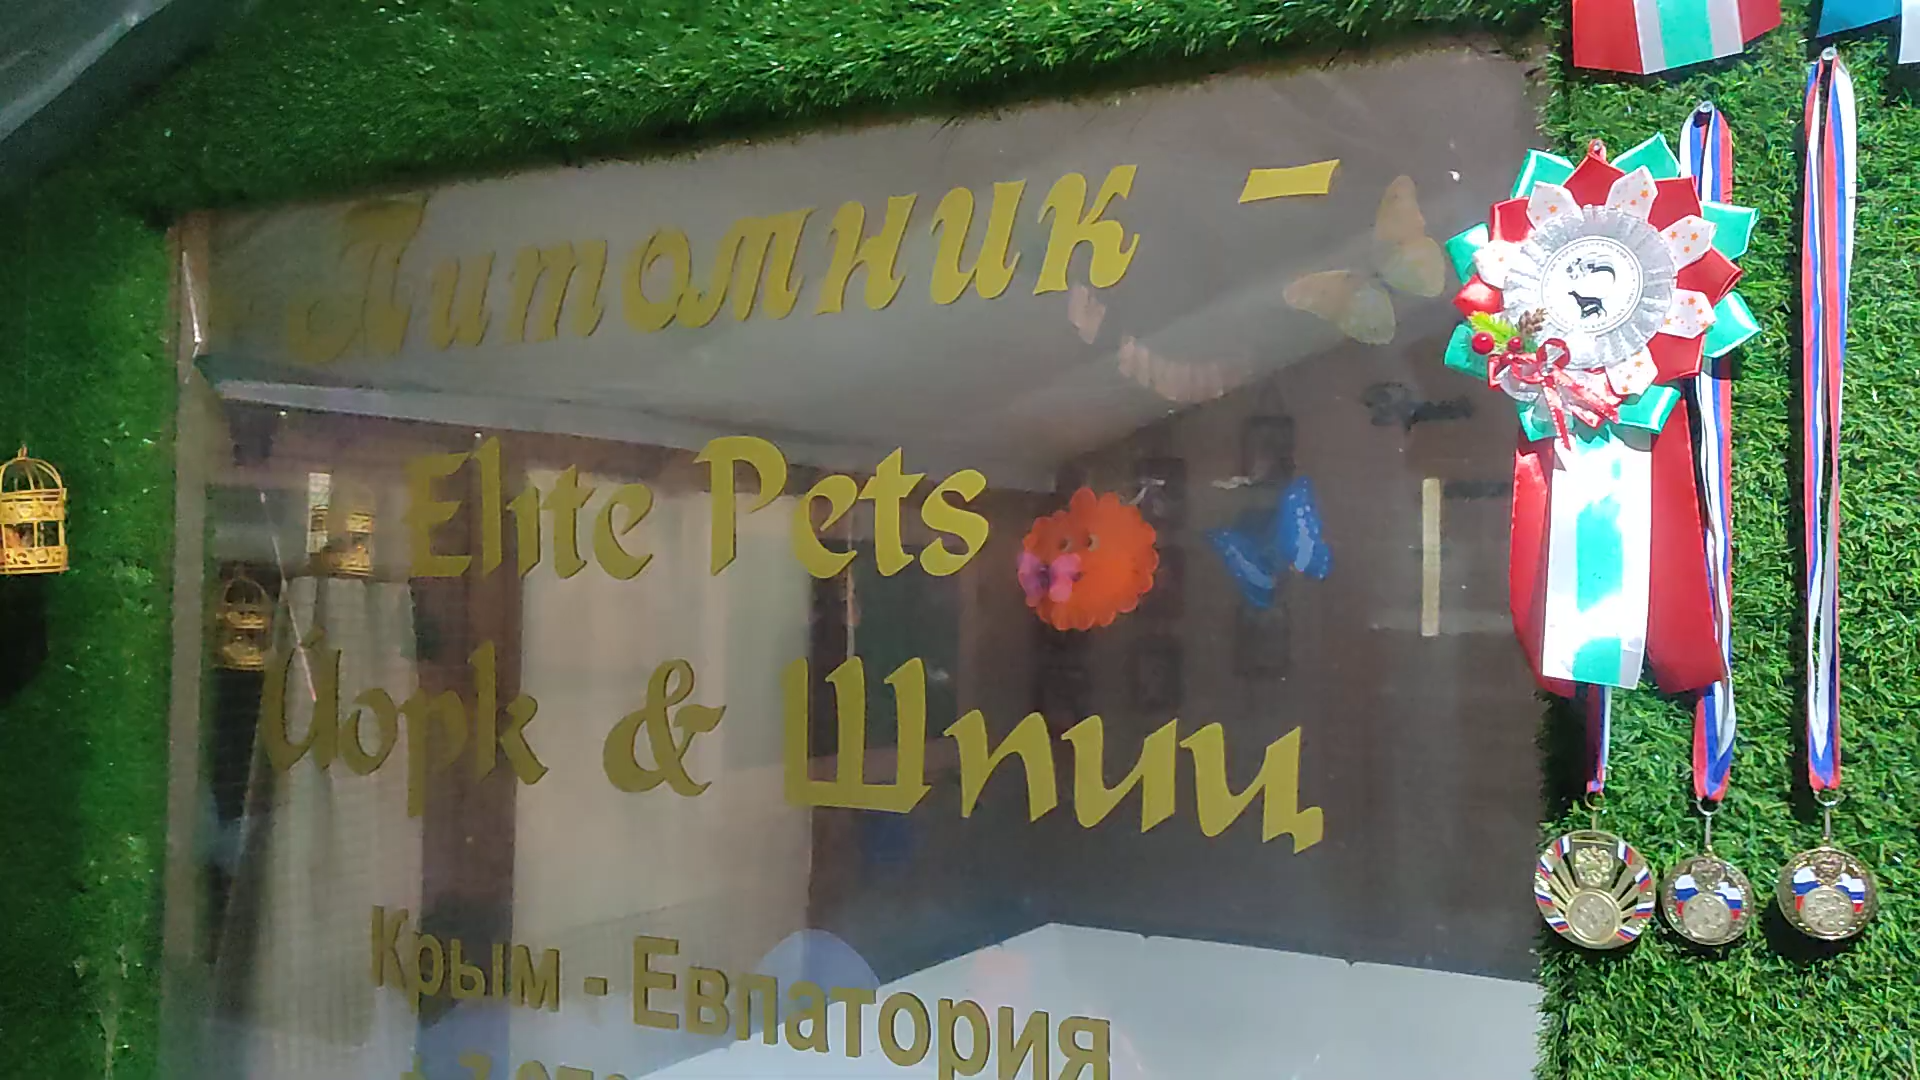 Питомник -
Elite Pets
Йорк & Шпиц
Крым - Евпатория